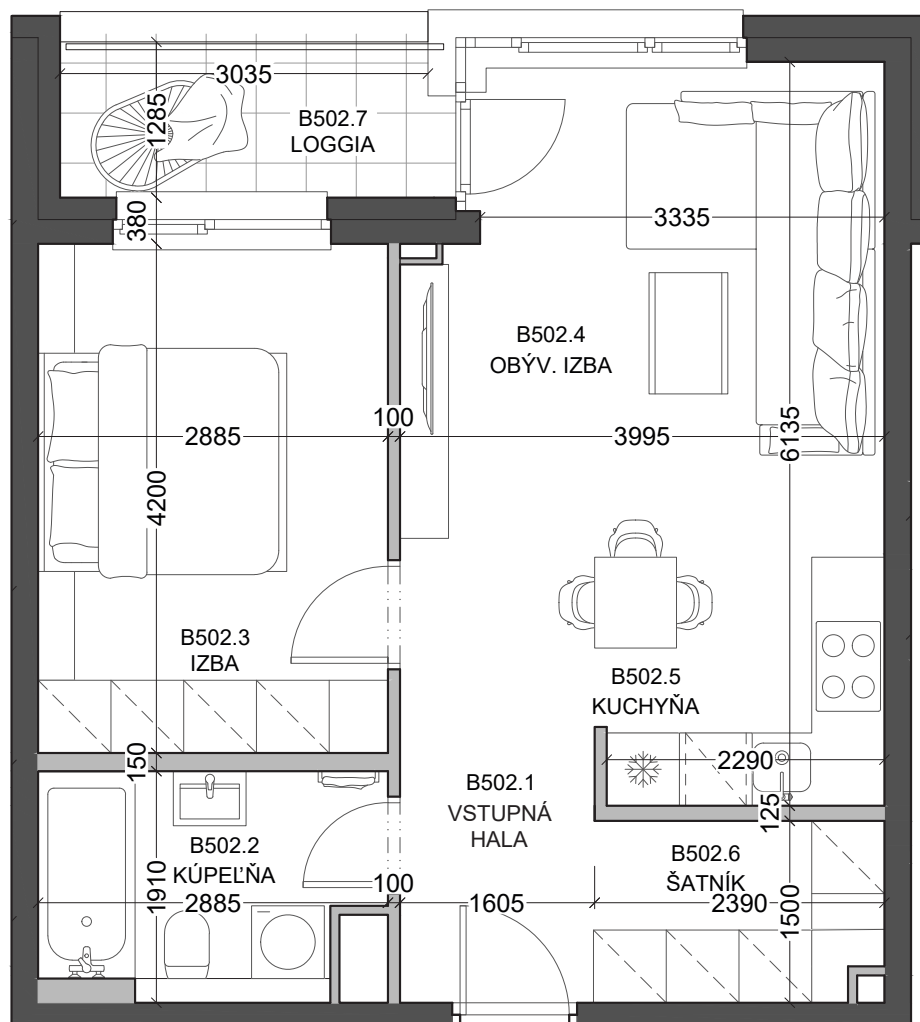 3035
1285
B502.7
LOGGIA
380
3335
B502.4
OBÝV. IZBA
100
2885
3995
6135
4200
B502.3
IZBA
B502.5
KUCHYŇA
150
2290
B502.1
VSTUPNÁ
HALA
125
B502.2
KÚPEĽŇA
B502.6
ŠATNÍK
100
1910
2885
1605
2390
1500